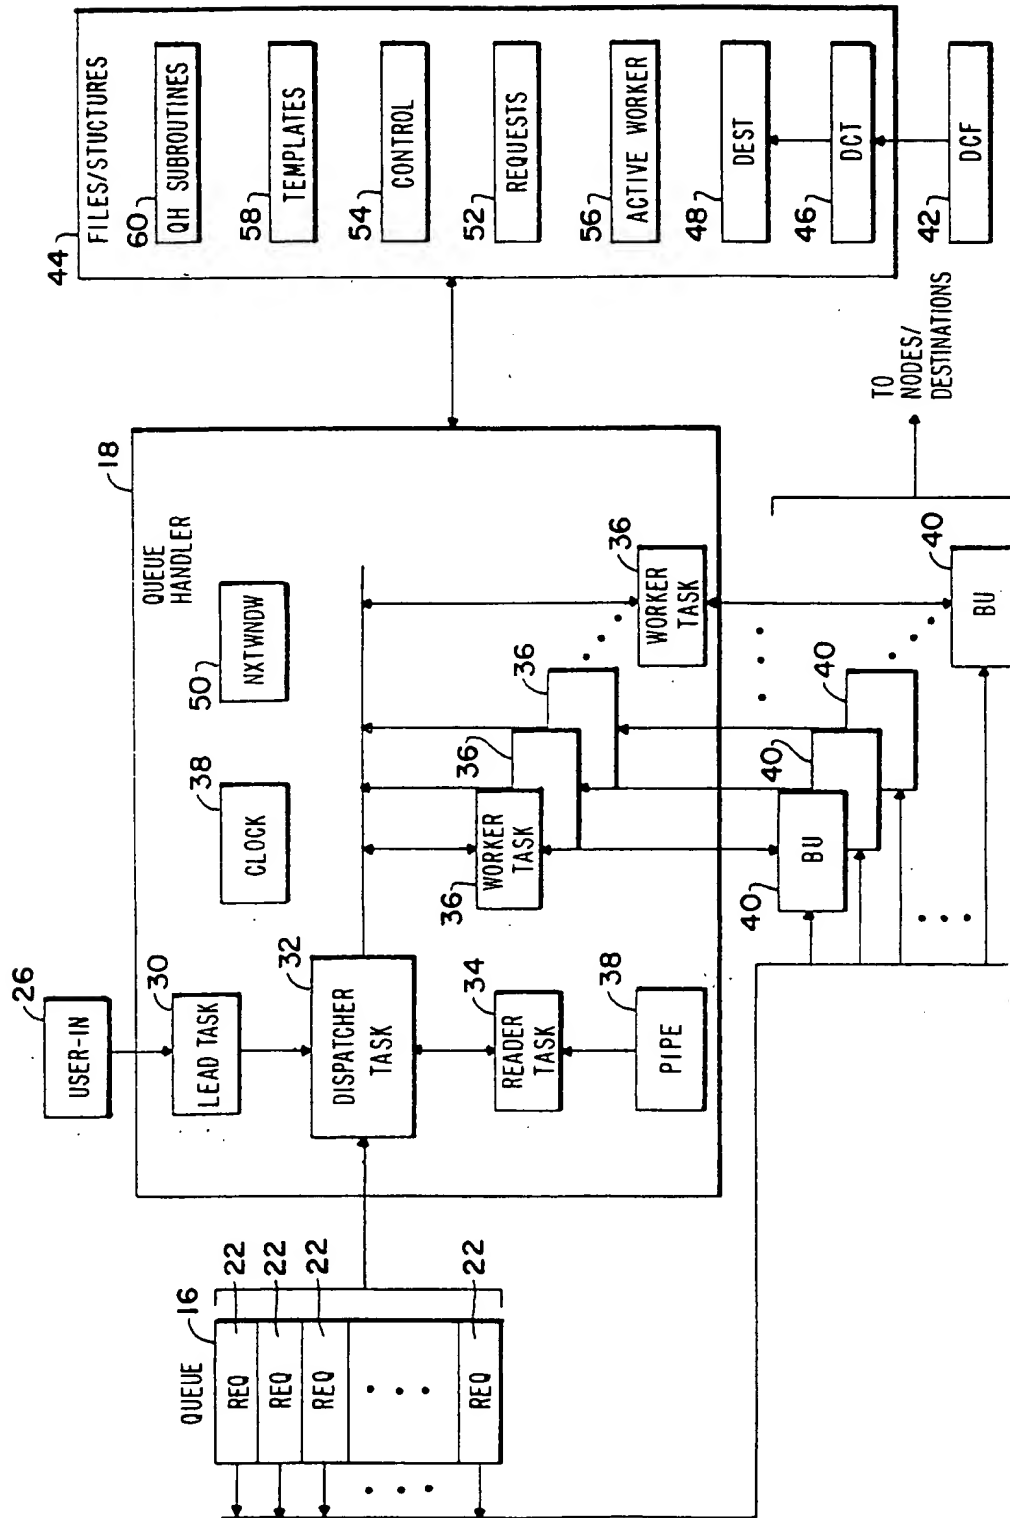 44
FILES/STUCTURES
60
QH SUBROUTINES
58
TEMPLATES
54
CONTROL
52
REQUESTS
56
ACTIVE WORKER
48
DEST
46
DCT
42
DCF
18
QUEUE
HANDLER
38
CLOCK
50
NXTWNDW
26
USER-IN
30
LEAD TASK
32
DISPATCHER
TASK
34
READER
TASK
38
PIPE
36
WORKER
TASK
36
36
36
WORKER
TASK
40
BU
40
40
40
BU
TO
NODES/
DESTINATIONS
QUEUE
16
REQ
22
REQ
22
REQ
22
REQ
22